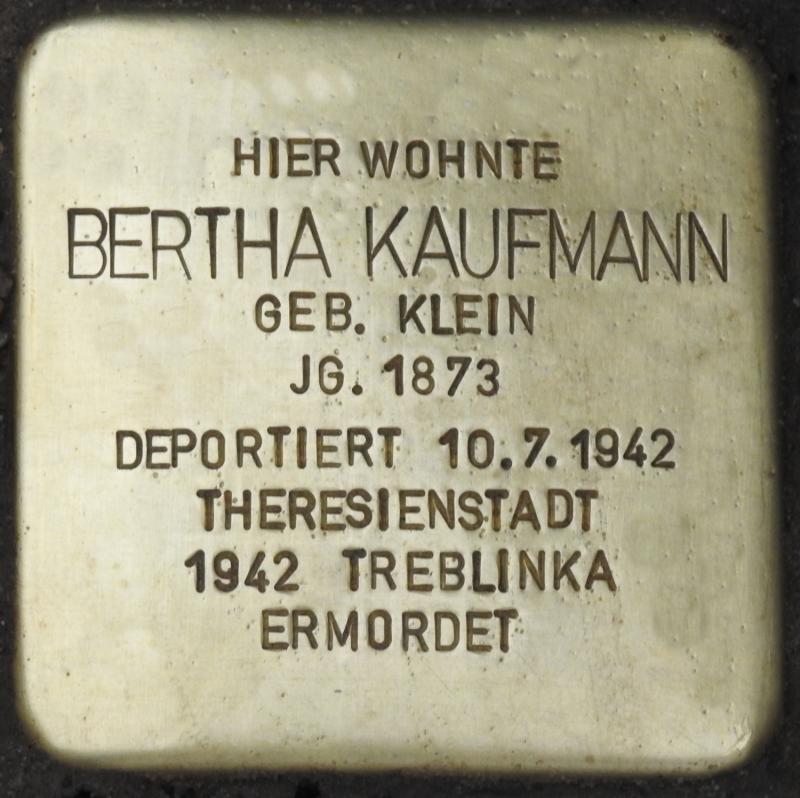 HIER WOHNTE
BERTHA KAUFMANN
GEB. KLEIN
JG. 1873
DEPORTIERT 10.7.1942
THERESIENSTADT
1942 TREBLINKA
ERMORDET